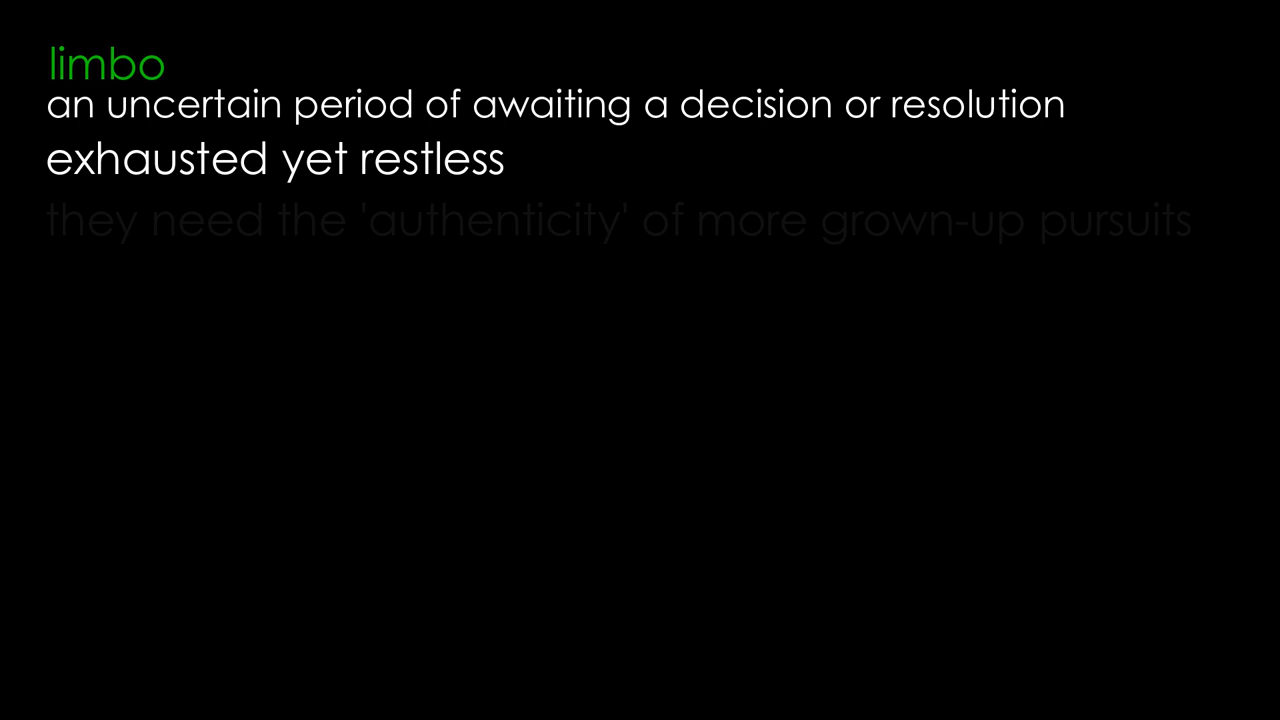 limbo
an uncertain period of awaiting a decision or resolution
exhausted yet restless
they need the 'authenticity' of more grown-up pursuits